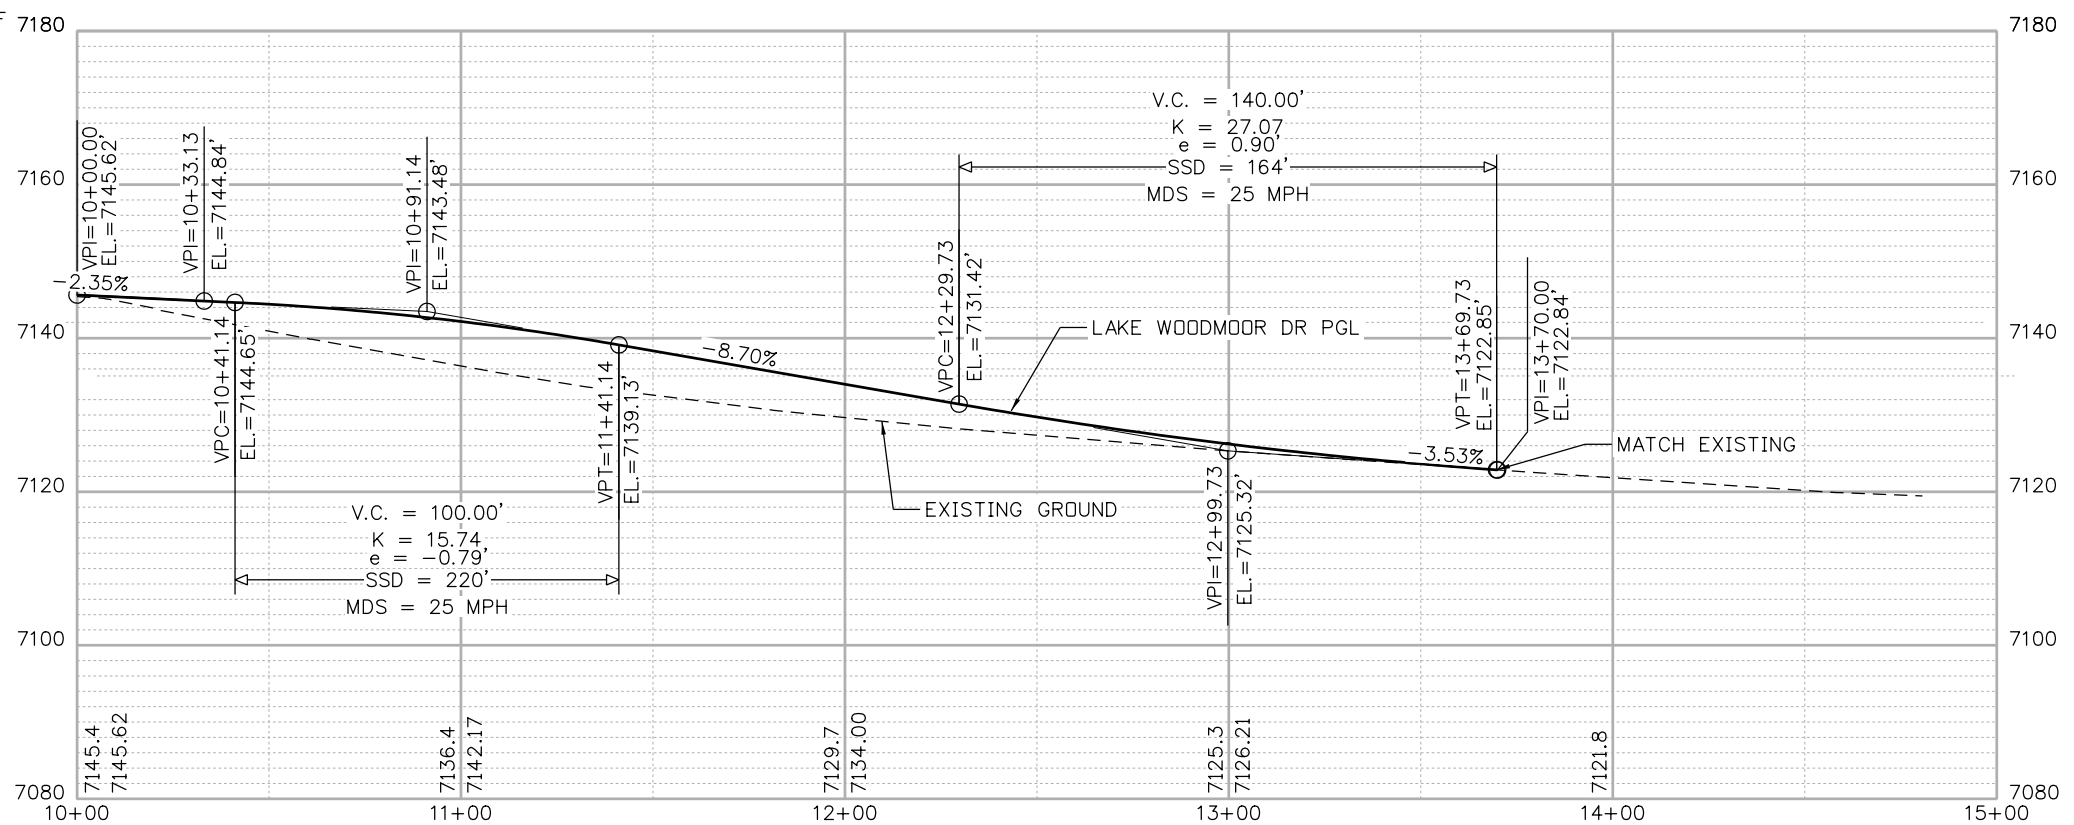 7180
7160
7140
7120
7100
7080
7180
7160
7140
7120
7100
7080
VPI=10+00.00
EL.=7145.62'
-2.35%
VPI=10+33.13
EL.=7144.84'
VPC=10+41.14
EL.=7144.65'
VPI=10+91.14
EL.=7143.48'
VPT=11+41.14
EL.=7139.13'
V.C. = 100.00'
K = 15.74
e = -0.79'
SSD = 220'
MDS = 25 MPH
-8.70%
V.C. = 140.00'
K = 27.07
e = 0.90'
SSD = 164'
MDS = 25 MPH
VPC=12+29.73
EL.=7131.42'
LAKE WOODMOOR DR PGL
EXISTING GROUND
VPI=12+99.73
EL.=7125.32'
-3.53%
VPT=13+69.73
EL.=7122.85'
VPI=13+70.00
EL.=7122.84'
MATCH EXISTING
7145.4
7145.62
7136.4
7142.17
7129.7
7134.00
7125.3
7126.21
7121.8
10+00
11+00
12+00
13+00
14+00
15+00